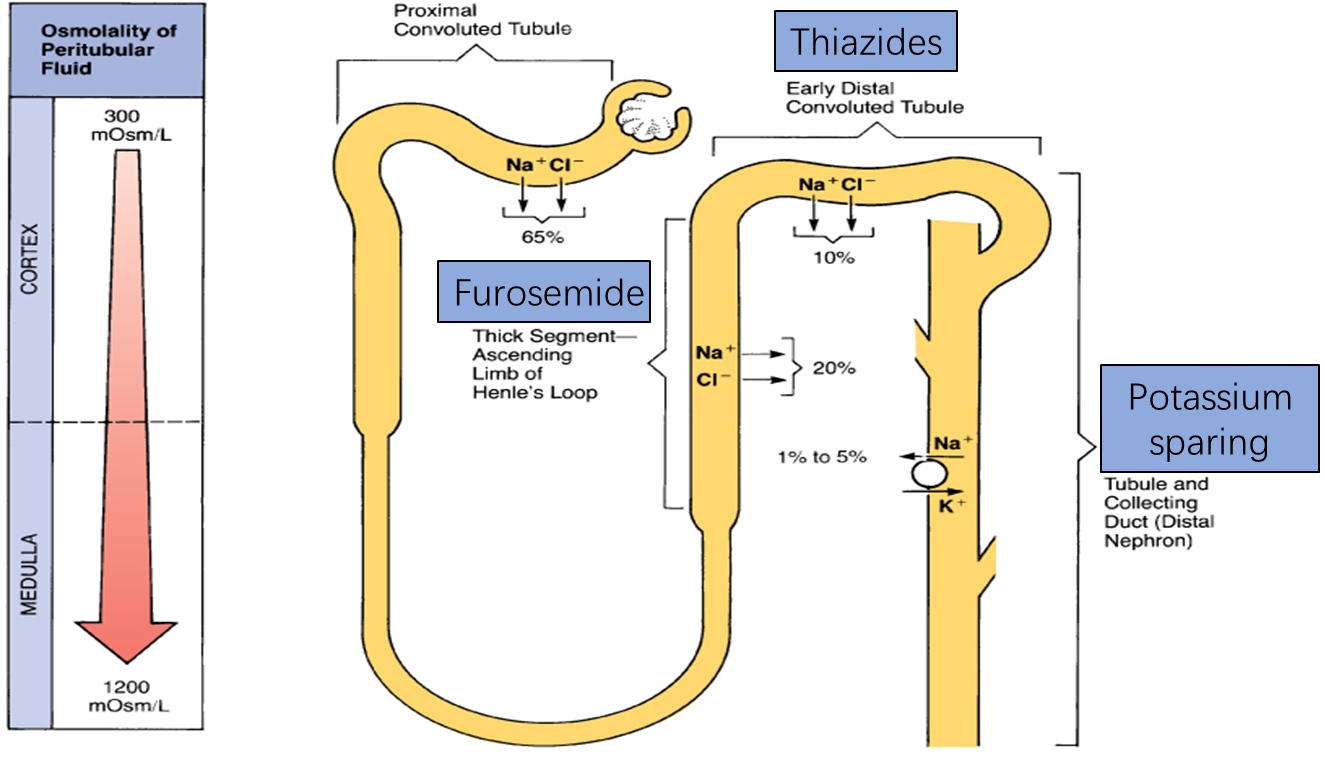 Osmolality of
Peritubular
Fluid
300
mOsm/L
CORTEX
MEDULLA
1200
mOsm/L
Proximal
Convoluted Tubule
Na⁺ Cl⁻
65%
Furosemide
Thick Segment—
Ascending
Limb of
Henle's Loop
Na⁺
Cl⁻
20%
Thiazides
Early Distal
Convoluted Tubule
Na⁺ Cl⁻
10%
1% to 5%
Na⁺
K⁺
Potassium
sparing
Tubule and
Collecting
Duct (Distal
Nephron)